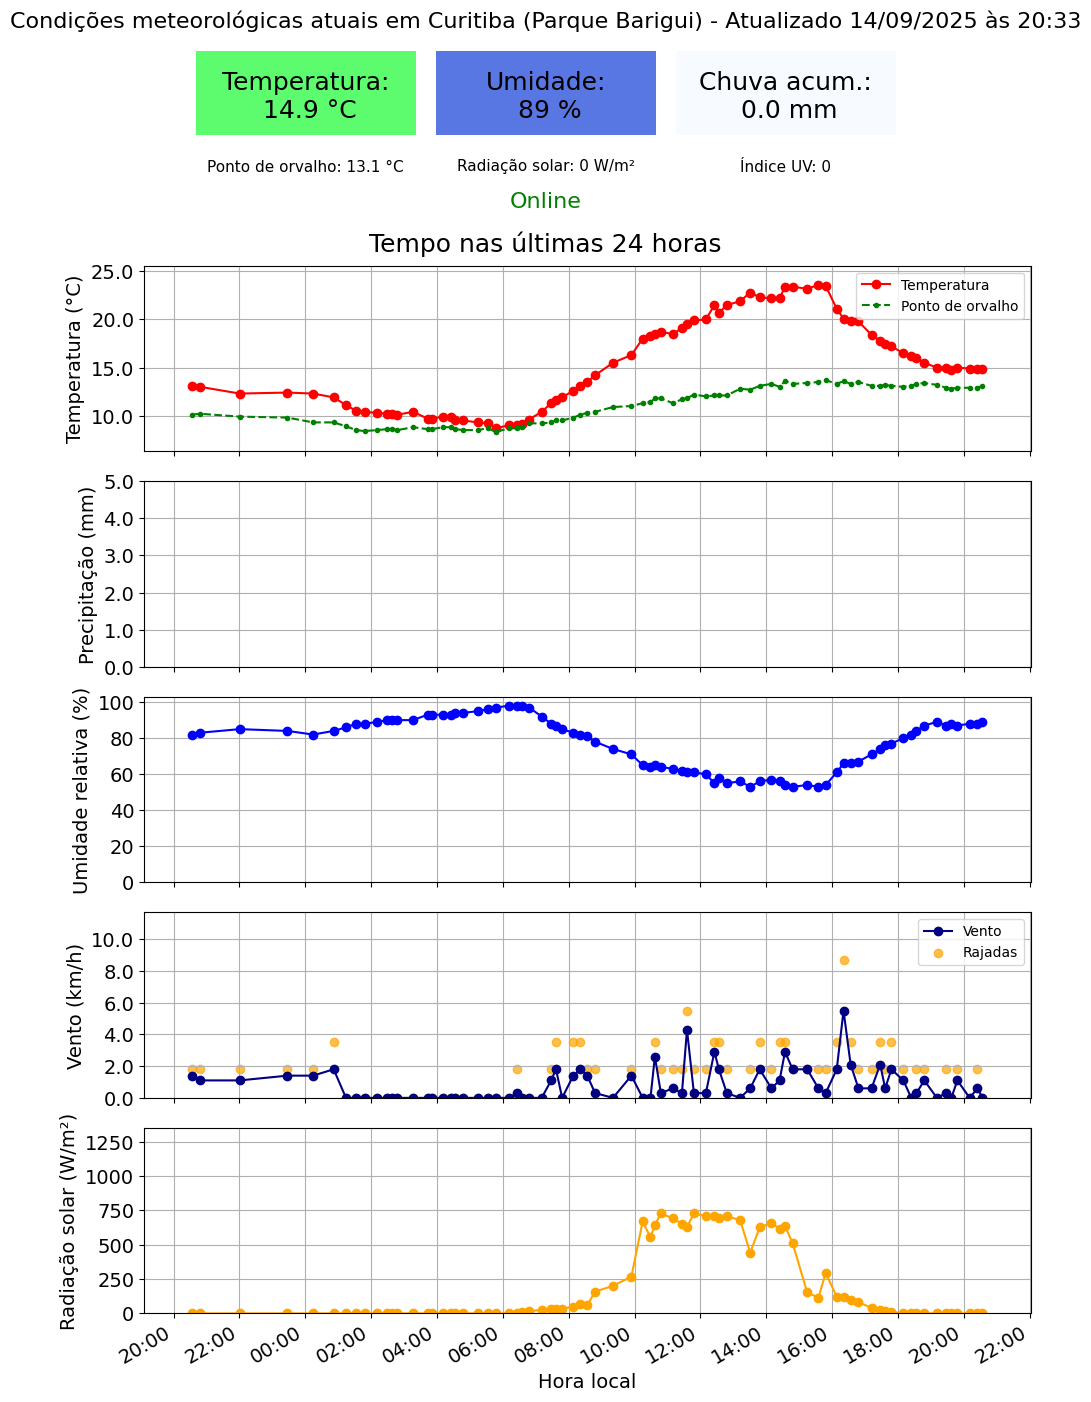 Condições meteorológicas atuais em Curitiba (Parque Barigui) - Atualizado 14/09/2025 às 20:33
Temperatura:
14.9 °C
Umidade:
89 %
Chuva acum.:
0.0 mm
Ponto de orvalho: 13.1 °C
Radiação solar: 0 W/m²
Índice UV: 0
Online
Tempo nas últimas 24 horas
Temperatura (°C)
25.0
20.0
15.0
10.0
Temperatura
Ponto de orvalho
Precipitação (mm)
5.0
4.0
3.0
2.0
1.0
0.0
Umidade relativa (%)
100
80
60
40
20
0
Vento (km/h)
10.0
8.0
6.0
4.0
2.0
0.0
Vento
Rajadas
Radiação solar (W/m²)
1250
1000
750
500
250
0
20:00
22:00
00:00
02:00
04:00
06:00
08:00
10:00
12:00
14:00
16:00
18:00
20:00
22:00
Hora local